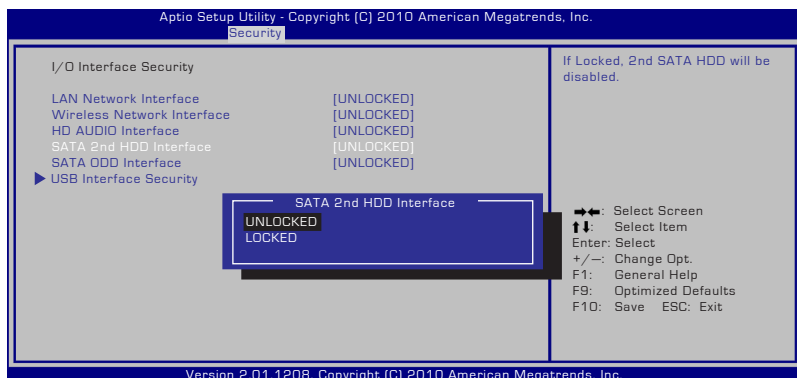 Aptio Setup Utility - Copyright (C) 2010 American Megatrends, Inc.
Security
I/O Interface Security
LAN Network Interface [UNLOCKED]
Wireless Network Interface [UNLOCKED]
HD AUDIO Interface [UNLOCKED]
SATA 2nd HDD Interface [UNLOCKED]
SATA ODD Interface [UNLOCKED]
USB Interface Security
SATA 2nd HDD Interface
UNLOCKED
LOCKED
If Locked, 2nd SATA HDD will be
disabled.
→←: Select Screen
↑↓: Select Item
Enter: Select
+/—: Change Opt.
F1: General Help
F9: Optimized Defaults
F10: Save ESC: Exit
Version 2.01.1208. Copyright (C) 2010 American Megatrends, Inc.